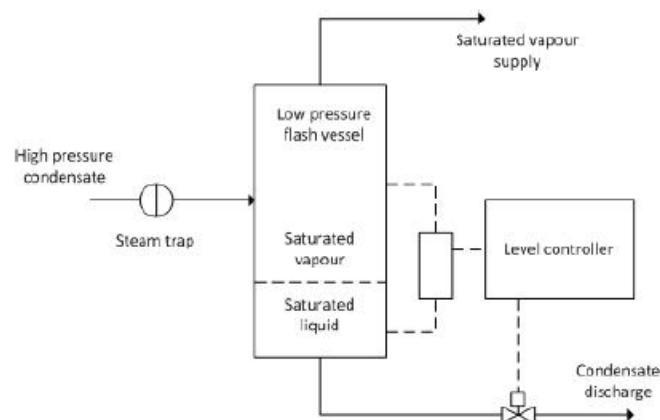 Saturated vapour
supply
Low pressure
flash vessel
High pressure
condensate
Steam trap
Saturated
vapour
Level controller
Saturated
liquid
Condensate
discharge